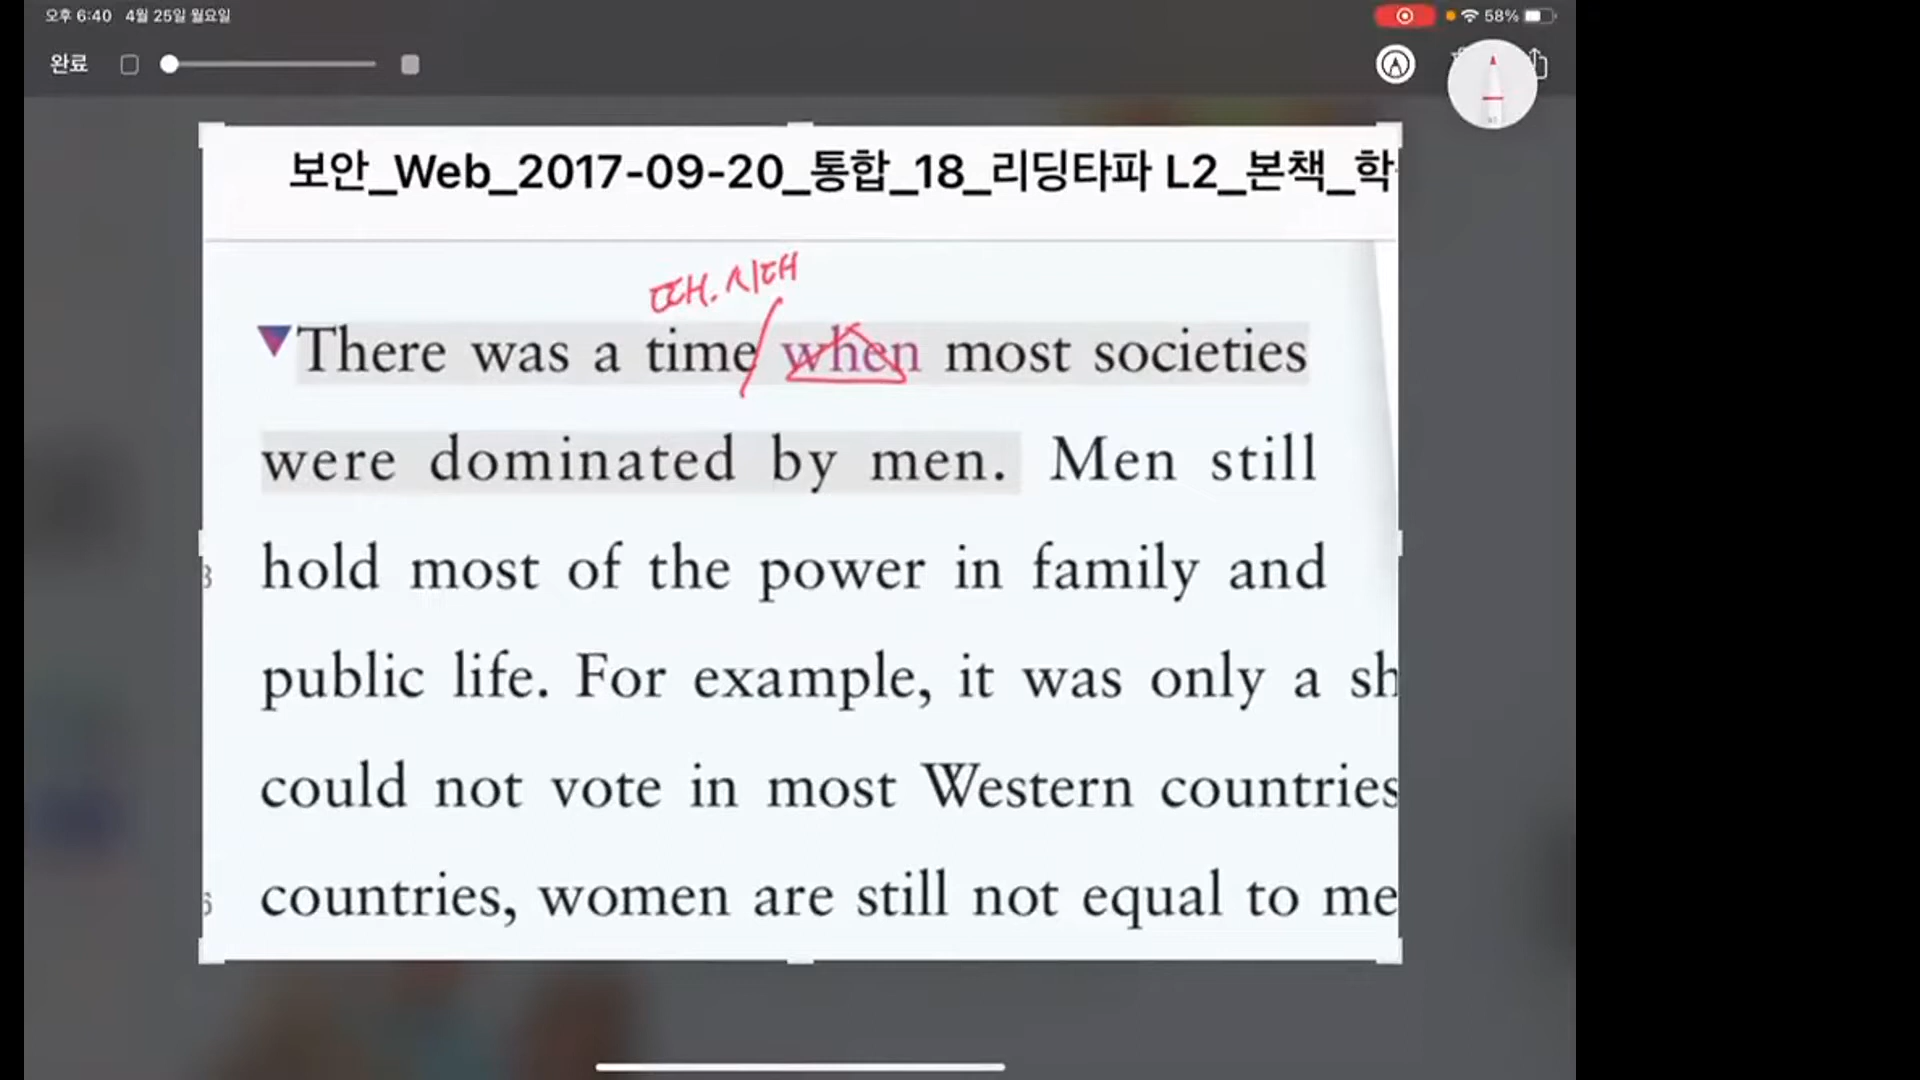 오후 6:40 4월 25일 월요일
58%
완료
보안_Web_2017-09-20_통합_18_리딩타파 L2_본책_학
때. 시대
There was a time when most societies
were dominated by men. Men still
3 hold most of the power in family and
public life. For example, it was only a sh
could not vote in most Western countries
6 countries, women are still not equal to me